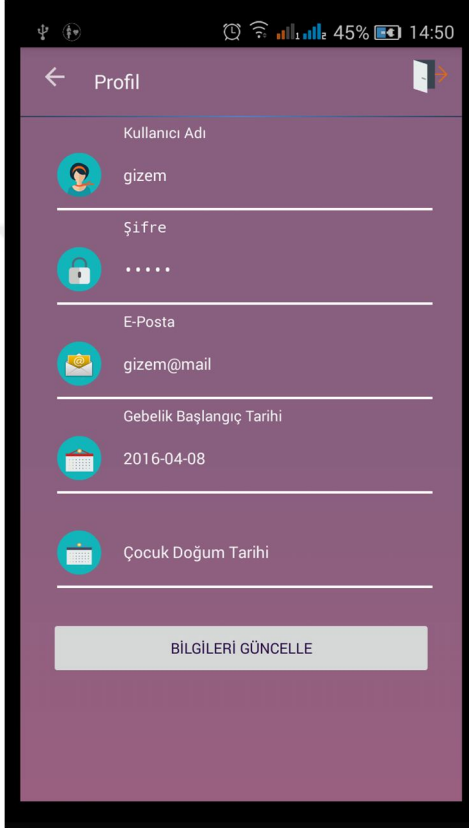 45% 14:50
Profil
Kullanıcı Adı
gizem
Şifre
•••••
E-Posta
gizem@mail
Gebelik Başlangıç Tarihi
2016-04-08
Çocuk Doğum Tarihi
BİLGİLERİ GÜNCELLE